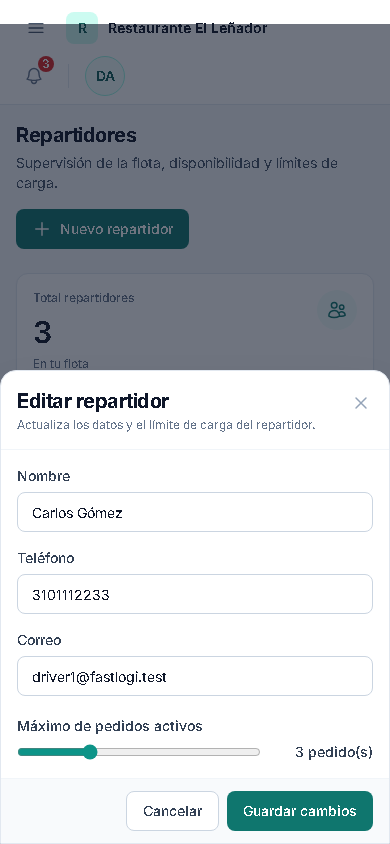 R Restaurante El Leñador
3
DA
Repartidores
Supervisión de la flota, disponibilidad y límites de
carga.
Nuevo repartidor
Total repartidores
3
En tu flota
Editar repartidor
Actualiza los datos y el límite de carga del repartidor.
Nombre
Carlos Gómez
Teléfono
3101112233
Correo
driver1@fastlogi.test
Máximo de pedidos activos
3 pedido(s)
Cancelar Guardar cambios